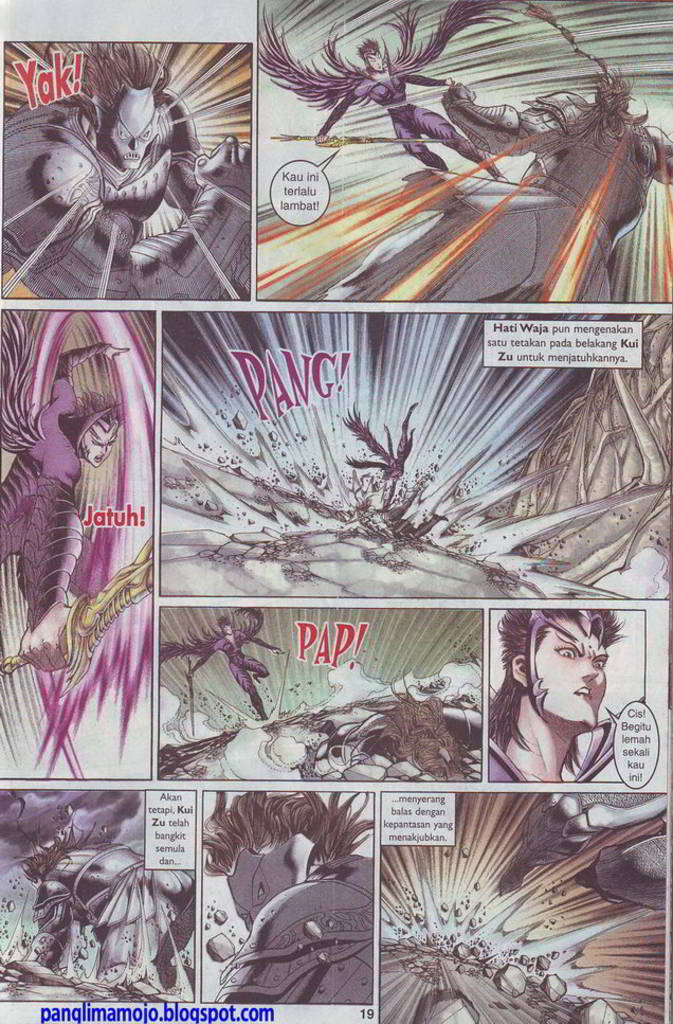 Yak!
Kau ini
terlalu
lambat!
Jatuh!
Hati Waja pun mengenakan
satu tetakan pada belakang Kui
Zu untuk menjatuhkannya.
PANG!
PAP!
Cis!
Begitu
lemah
sekali
kau
ini!
Akan
tetapi, Kui
Zu telah
bangkit
semula
dan...
...menyerang
balas dengan
kepantasan yang
menakjubkan.
panglimamojo.blogspot.com
19